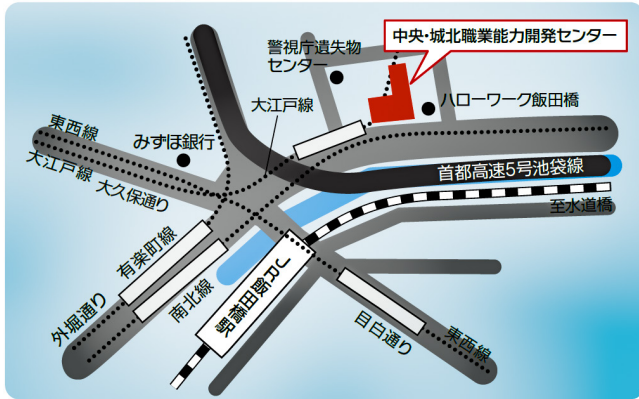 中央・城北職業能力開発センター
警視庁遺失物
センター
ハローワーク飯田橋
大江戸線
東西線
みずほ銀行
大江戸線
大久保通り
首都高速5号池袋線
至水道橋
有楽町線
外堀通り
南北線
JR飯田橋駅
目白通り
東西線